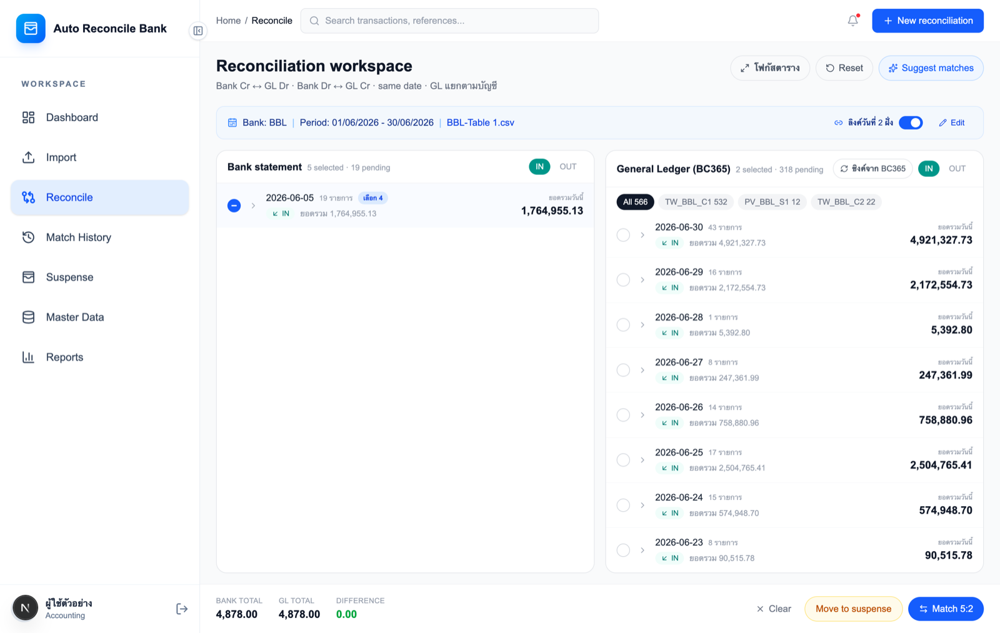 Auto Reconcile Bank
Home / Reconcile
Search transactions, references...
New reconciliation
WORKSPACE
Dashboard
Import
Reconcile
Match History
Suspense
Master Data
Reports
Reconciliation workspace
Bank Cr ↔ GL Dr · Bank Dr ↔ GL Cr · same date · GL แยกตามบัญชี
โฟกัสตาราง
Reset
Suggest matches
Bank: BBL | Period: 01/06/2026 - 30/06/2026 | BBL-Table 1.csv
ลิงค์วันที่ 2 ฝั่ง
Edit
Bank statement 5 selected · 19 pending
IN OUT
2026-06-05 19 รายการ เลือก 4
IN ยอดรวม 1,764,955.13
ยอดรวมวันนี้
1,764,955.13
General Ledger (BC365) 2 selected · 318 pending
ซิงค์จาก BC365
IN OUT
All 566 TW_BBL_C1 532 PV_BBL_S1 12 TW_BBL_C2 22
2026-06-30 43 รายการ
IN ยอดรวม 4,921,327.73
ยอดรวมวันนี้
4,921,327.73
2026-06-29 16 รายการ
IN ยอดรวม 2,172,554.73
ยอดรวมวันนี้
2,172,554.73
2026-06-28 1 รายการ
IN ยอดรวม 5,392.80
ยอดรวมวันนี้
5,392.80
2026-06-27 8 รายการ
IN ยอดรวม 247,361.99
ยอดรวมวันนี้
247,361.99
2026-06-26 14 รายการ
IN ยอดรวม 758,880.96
ยอดรวมวันนี้
758,880.96
2026-06-25 17 รายการ
IN ยอดรวม 2,504,765.41
ยอดรวมวันนี้
2,504,765.41
2026-06-24 15 รายการ
IN ยอดรวม 574,948.70
ยอดรวมวันนี้
574,948.70
2026-06-23 8 รายการ
IN ยอดรวม 90,515.78
ยอดรวมวันนี้
90,515.78
N
ผู้ใช้ตัวอย่าง
Accounting
BANK TOTAL
4,878.00
GL TOTAL
4,878.00
DIFFERENCE
0.00
Clear
Move to suspense
Match 5:2